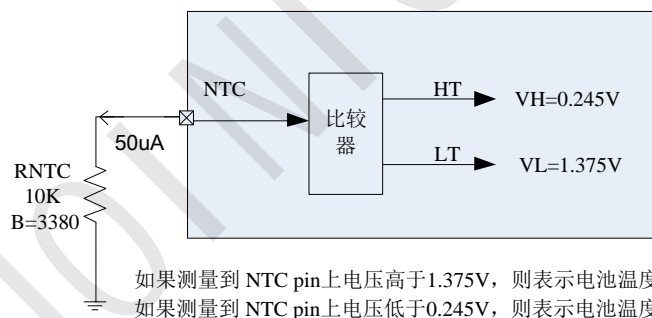 NTC
HT
VH=0.245V
比较
器
50uA
LT
VL=1.375V
RNTC
10K
B=3380
如果测量到 NTC pin上电压高于1.375V，则表示电池温度
如果测量到 NTC pin上电压低于0.245V，则表示电池温度